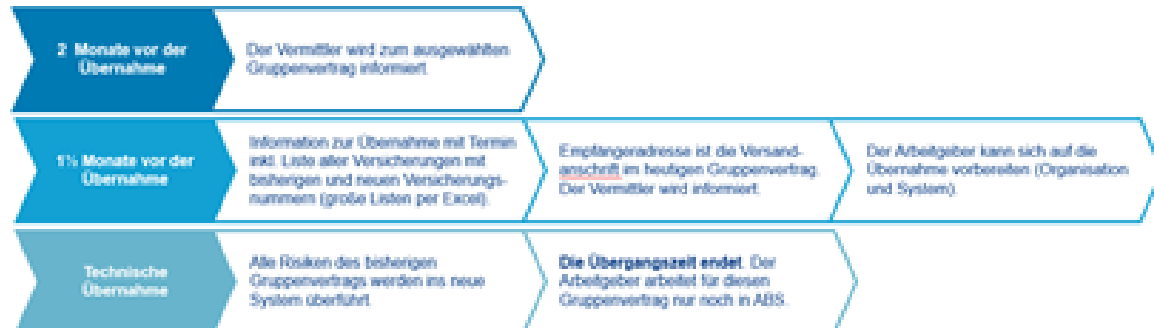 2 Monate vor der
Übernahme
Der Vermittler wird zum ausgewählten
Gruppenvertrag informiert.
1½ Monate vor der
Übernahme
Information zur Übernahme mit Termin
inkl. Liste aller Versicherungen mit
bisherigen und neuen Versicherungs-
nummern (große Listen per Excel).
Empfängeradresse ist die Versand-
anschrift im heutigen Gruppenvertrag.
Der Vermittler wird informiert.
Der Arbeitgeber kann sich auf die
Übernahme vorbereiten (Organisation
und System).
Technische
Übernahme
Alle Risiken des bisherigen
Gruppenvertrags werden ins neue
System überführt.
Die Übergangszeit endet. Der
Arbeitgeber arbeitet für diesen
Gruppenvertrag nur noch in ABS.